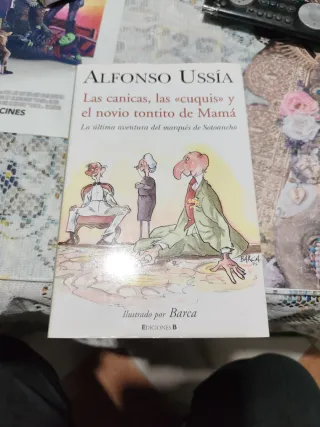 CINES
ALFONSO USSÍA
Las canicas, las «cuquis» y
el novio tontito de Mamá
La última aventura del marqués de Sotoancho
BARCA
Ilustrado por Barca
EDICIONES B